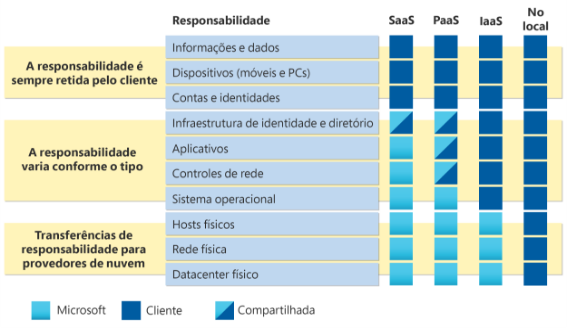 Responsabilidade SaaS PaaS IaaS No local
A responsabilidade é
sempre retida pelo cliente
Informações e dados
Dispositivos (móveis e PCs)
Contas e identidades
A responsabilidade
varia conforme o tipo
Infraestrutura de identidade e diretório
Aplicativos
Controles de rede
Sistema operacional
Transferências de
responsabilidade para
provedores de nuvem
Hosts físicos
Rede física
Datacenter físico
Microsoft Cliente Compartilhada